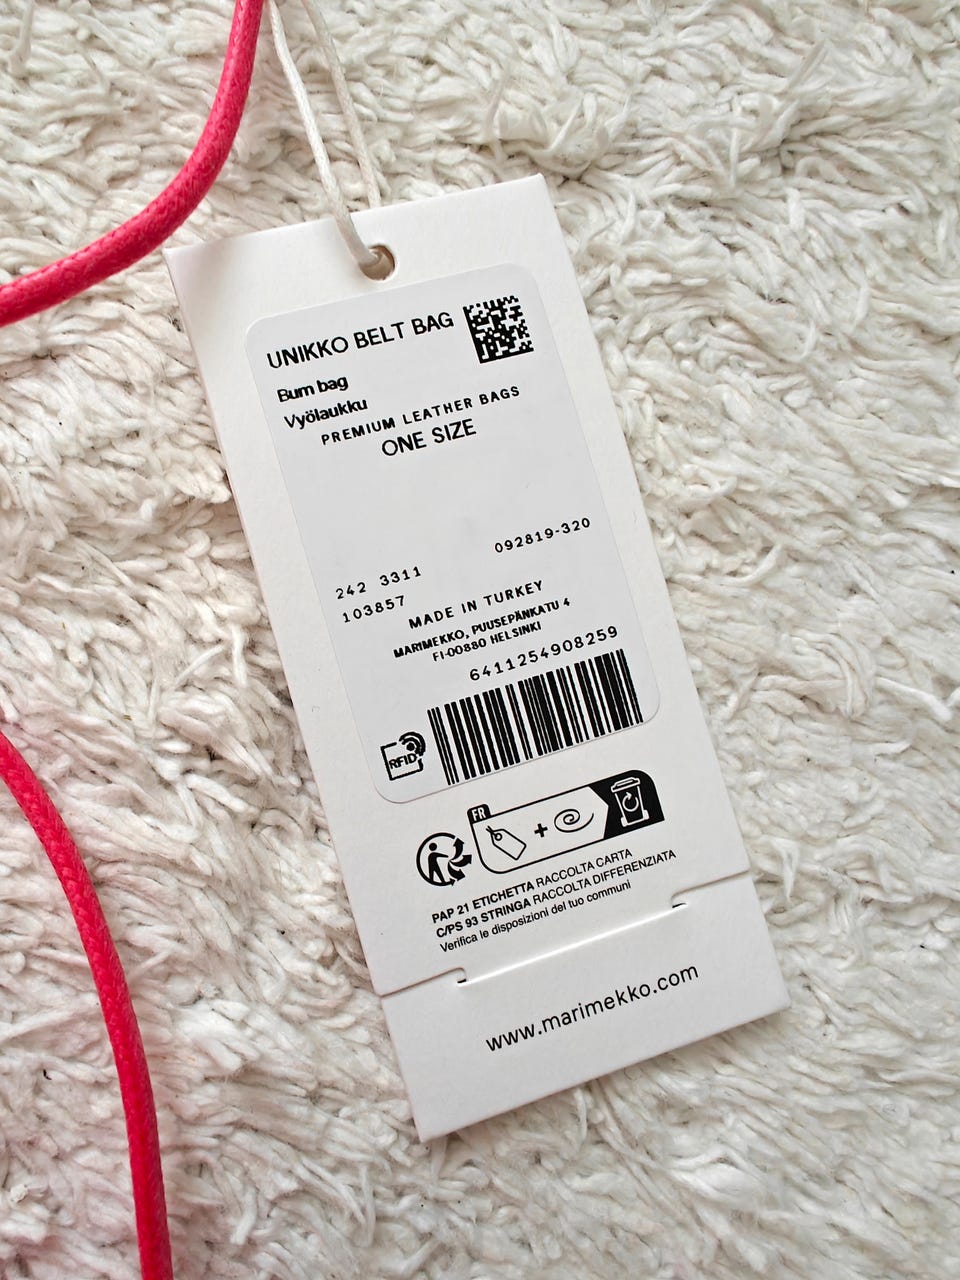 UNIKKO BELT BAG
Bum bag
Vyölaukku
PREMIUM LEATHER BAGS
ONE SIZE
092819-320
242 3311
103857
MADE IN TURKEY
MARIMEKKO, PUUSEPÄNKATU 4
FI-00880 HELSINKI
6411254908259
RFID
FR
PAP 21 ETICHETTA RACCOLTA CARTA
C/PS 93 STRINGA RACCOLTA DIFFERENZIATA
Verifica le disposizioni del tuo communi
www.marimekko.com